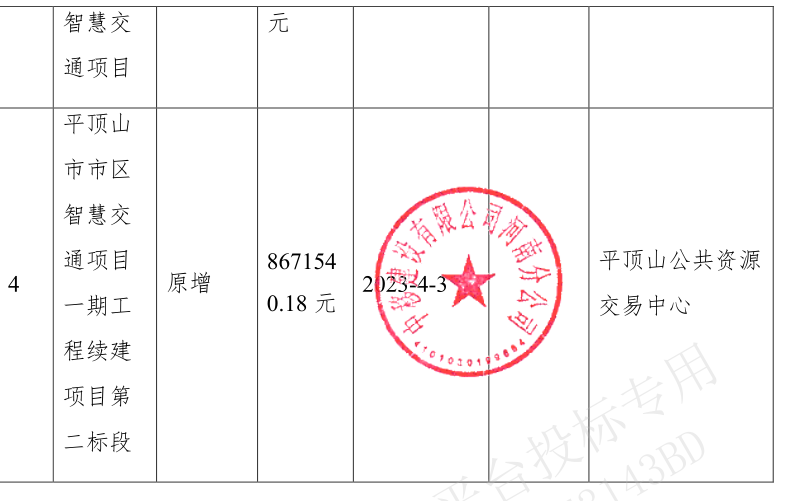 智慧交
通项目
元
4
平顶山
市市区
智慧交
通项目
一期工
程续建
项目第
二标段
原增
867154
0.18 元
2023-4-3
中移建设有限公司河南分公司
平顶山公共资源
交易中心
平台投标专用